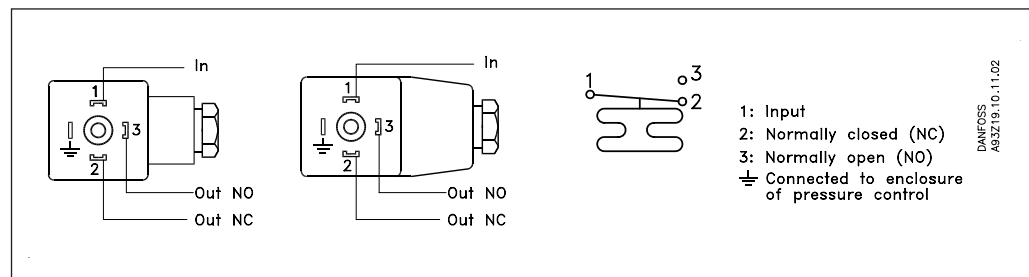 In
1
3
2
Out NO
Out NC
In
1
3
2
Out NO
Out NC
1
3
2
1: Input
2: Normally closed (NC)
3: Normally open (NO)
Connected to enclosure
of pressure control
DANFOSS
A93Z19.10.11.02